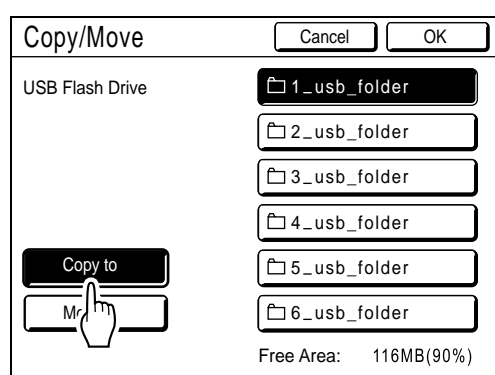 Copy/Move
Cancel
OK
USB Flash Drive
1_usb_folder
2_usb_folder
3_usb_folder
4_usb_folder
5_usb_folder
6_usb_folder
Copy to
Free Area: 116MB(90%)